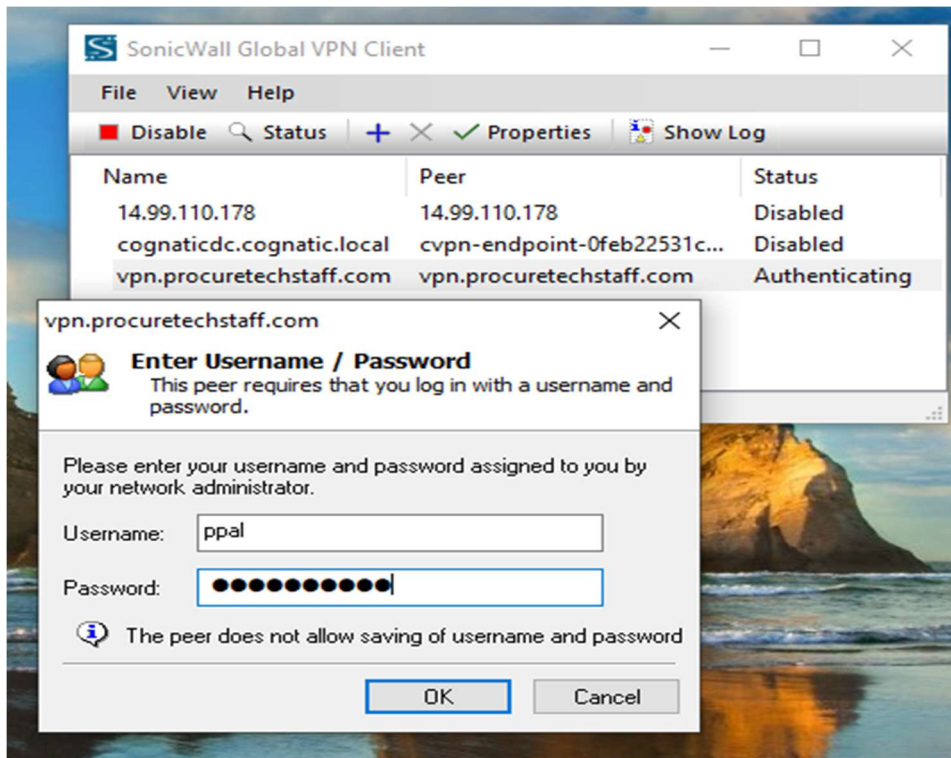 SonicWall Global VPN Client
File View Help
Disable Status Properties Show Log
Name Peer Status
14.99.110.178 14.99.110.178 Disabled
cognaticdc.cognatic.local cvpn-endpoint-0feb22531c... Disabled
vpn.procuretechstaff.com vpn.procuretechstaff.com Authenticating
vpn.procuretechstaff.com
Enter Username / Password
This peer requires that you log in with a username and
password.
Please enter your username and password assigned to you by
your network administrator.
Username: ppal
Password: ●●●●●●●●●●
The peer does not allow saving of username and password
OK Cancel